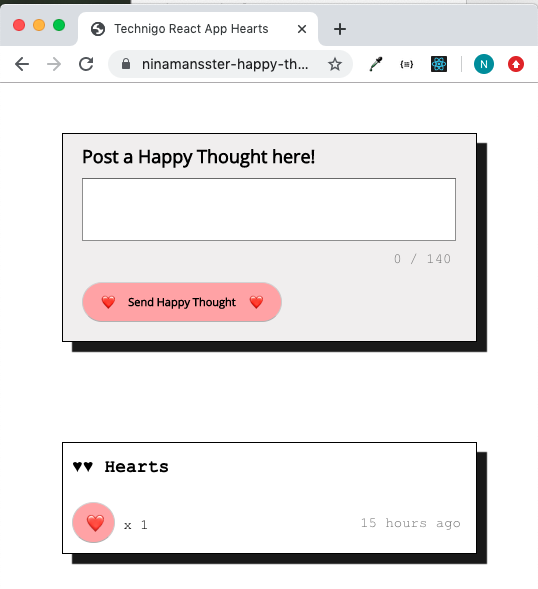 Technigo React App Hearts
ninamansster-happy-th...
N
Post a Happy Thought here!
0 / 140
❤️ Send Happy Thought ❤️
♥♥ Hearts
❤️ x 1
15 hours ago